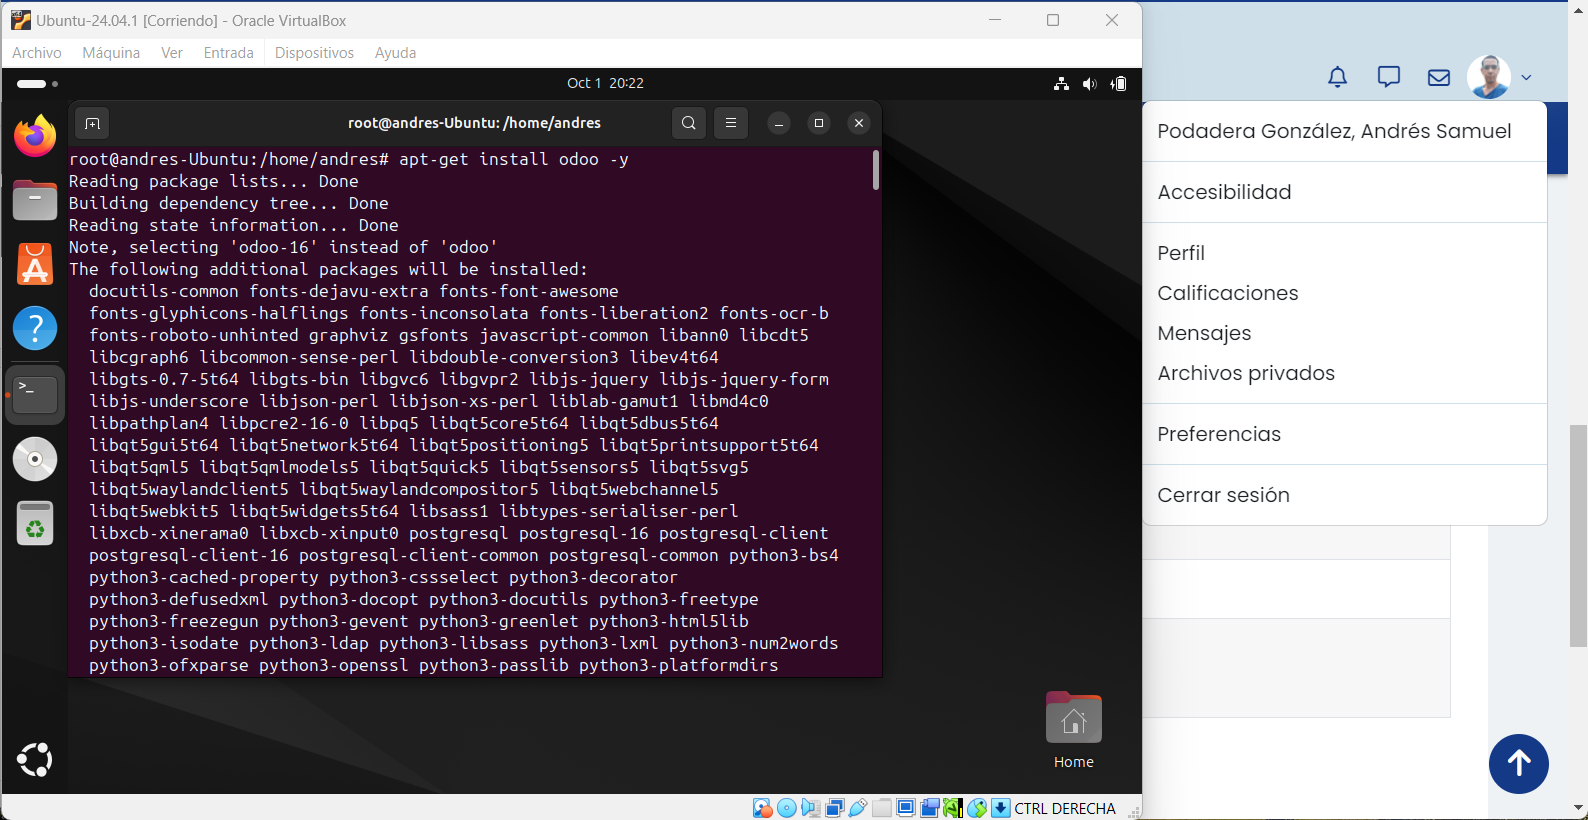 Ubuntu-24.04.1 [Corriendo] - Oracle VirtualBox
Archivo Máquina Ver Entrada Dispositivos Ayuda
Oct 1 20:22
root@andres-Ubuntu: /home/andres
root@andres-Ubuntu:/home/andres# apt-get install odoo -y
Reading package lists... Done
Building dependency tree... Done
Reading state information... Done
Note, selecting 'odoo-16' instead of 'odoo'
The following additional packages will be installed:
docutils-common fonts-dejavu-extra fonts-font-awesome
fonts-glyphicons-halflings fonts-inconsolata fonts-liberation2 fonts-ocr-b
fonts-roboto-unhinted graphviz gsfonts javascript-common libann0 libcdt5
libcgraph6 libcommon-sense-perl libdouble-conversion3 libev4t64
libgts-0.7-5t64 libgts-bin libgvc6 libgvpr2 libjs-jquery libjs-jquery-form
libjs-underscore libjson-perl libjson-xs-perl liblab-gamut1 libmd4c0
libpathplan4 libpcre2-16-0 libpq5 libqt5core5t64 libqt5dbus5t64
libqt5gui5t64 libqt5network5t64 libqt5positioning5 libqt5printsupport5t64
libqt5qml5 libqt5qmlmodels5 libqt5quick5 libqt5sensors5 libqt5svg5
libqt5waylandclient5 libqt5waylandcompositor5 libqt5webchannel5
libqt5webkit5 libqt5widgets5t64 libsass1 libtypes-serialiser-perl
libxcb-xinerama0 libxcb-xinput0 postgresql postgresql-16 postgresql-client
postgresql-client-16 postgresql-client-common postgresql-common python3-bs4
python3-cached-property python3-cssselect python3-decorator
python3-defusedxml python3-docopt python3-docutils python3-freetype
python3-freezegun python3-gevent python3-greenlet python3-html5lib
python3-isodate python3-ldap python3-libsass python3-lxml python3-num2words
python3-ofxparse python3-openssl python3-passlib python3-platformdirs
Home
CTRL DERECHA
Podadera González, Andrés Samuel
Accesibilidad
Perfil
Calificaciones
Mensajes
Archivos privados
Preferencias
Cerrar sesión